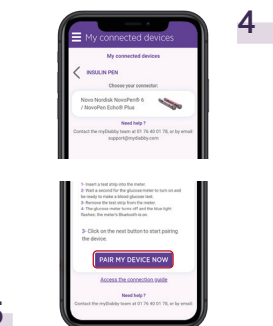 4
My connected devices
My connected devices
INSULIN PEN
Choose your connector:
Novo Nordisk NovoPen® 6
/ NovoPen Echo® Plus
Need help ?
Contact the myDiabby team at 01 76 40 01 78, or by email:
support@mydiabby.com
1- Insert a test strip into the meter.
2- Wait a second for the glucose meter to turn on and
be ready to make a blood glucose test.
3- Remove the test strip from the meter.
4- The glucose meter turns off and the blue light
flashes; the meter's Bluetooth is on.
3- Click on the next button to start pairing
the device.
PAIR MY DEVICE NOW
Access the connection guide
Need help ?
Contact the myDiabby team at 01 76 40 01 78, or by email: